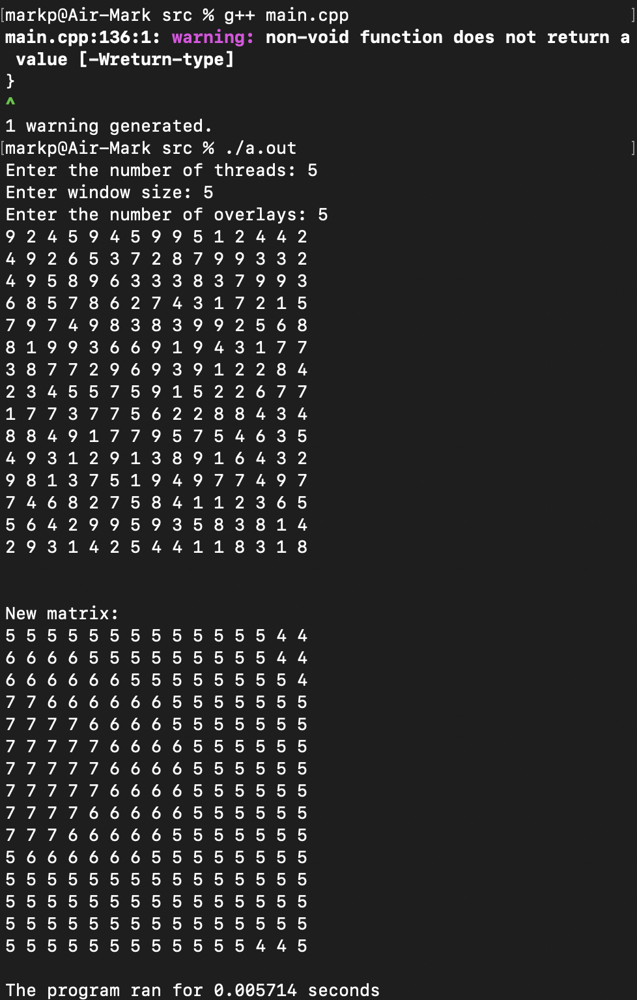 [markp@Air-Mark src % g++ main.cpp ]
main.cpp:136:1: warning: non-void function does not return a
 value [-Wreturn-type]
}
^
1 warning generated.
[markp@Air-Mark src % ./a.out ]
Enter the number of threads: 5
Enter window size: 5
Enter the number of overlays: 5
9 2 4 5 9 4 5 9 9 5 1 2 4 4 2
4 9 2 6 5 3 7 2 8 7 9 9 3 3 2
4 9 5 8 9 6 3 3 3 8 3 7 9 9 3
6 8 5 7 8 6 2 7 4 3 1 7 2 1 5
7 9 7 4 9 8 3 8 3 9 9 2 5 6 8
8 1 9 9 3 6 6 9 1 9 4 3 1 7 7
3 8 7 7 2 9 6 9 3 9 1 2 2 8 4
2 3 4 5 5 7 5 9 1 5 2 2 6 7 7
1 7 7 3 7 7 5 6 2 2 8 8 4 3 4
8 8 4 9 1 7 7 9 5 7 5 4 6 3 5
4 9 3 1 2 9 1 3 8 9 1 6 4 3 2
9 8 1 3 7 5 1 9 4 9 7 7 4 9 7
7 4 6 8 2 7 5 8 4 1 1 2 3 6 5
5 6 4 2 9 9 5 9 3 5 8 3 8 1 4
2 9 3 1 4 2 5 4 4 1 1 8 3 1 8
New matrix:
5 5 5 5 5 5 5 5 5 5 5 5 5 4 4
6 6 6 6 5 5 5 5 5 5 5 5 5 4 4
6 6 6 6 6 6 5 5 5 5 5 5 5 5 4
7 7 6 6 6 6 6 6 5 5 5 5 5 5 5
7 7 7 7 6 6 6 6 5 5 5 5 5 5 5
7 7 7 7 7 6 6 6 6 5 5 5 5 5 5
7 7 7 7 7 6 6 6 6 5 5 5 5 5 5
7 7 7 7 7 6 6 6 6 5 5 5 5 5 5
7 7 7 7 6 6 6 6 6 5 5 5 5 5 5
7 7 7 6 6 6 6 6 5 5 5 5 5 5 5
5 6 6 6 6 6 6 5 5 5 5 5 5 5 5
5 5 5 5 5 5 5 5 5 5 5 5 5 5 5
5 5 5 5 5 5 5 5 5 5 5 5 5 5 5
5 5 5 5 5 5 5 5 5 5 5 5 5 5 5
5 5 5 5 5 5 5 5 5 5 5 5 4 4 5
The program ran for 0.005714 seconds